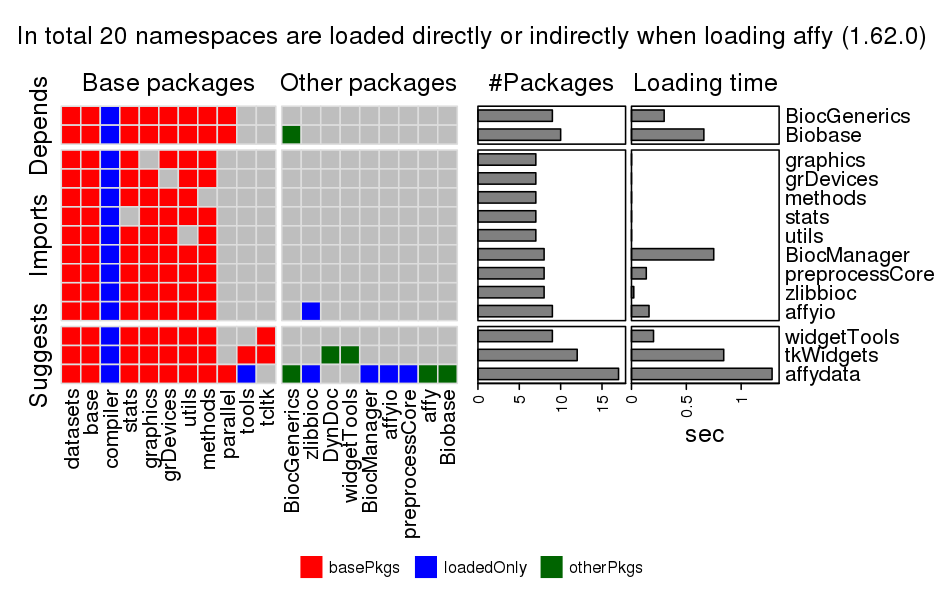 In total 20 namespaces are loaded directly or indirectly when loading affy (1.62.0)
Base packages
Other packages
#Packages
Loading time
Depends
Imports
Suggests
BiocGenerics
Biobase
graphics
grDevices
methods
stats
utils
BiocManager
preprocessCore
zlibbioc
affyio
widgetTools
tkWidgets
affydata
datasets
base
compiler
stats
graphics
grDevices
utils
methods
parallel
tools
tcltk
BiocGenerics
zlibbioc
DynDoc
widgetTools
BiocManager
affyio
preprocessCore
affy
Biobase
0 5 10 15
0 0.5 1
sec
basePkgs loadedOnly otherPkgs